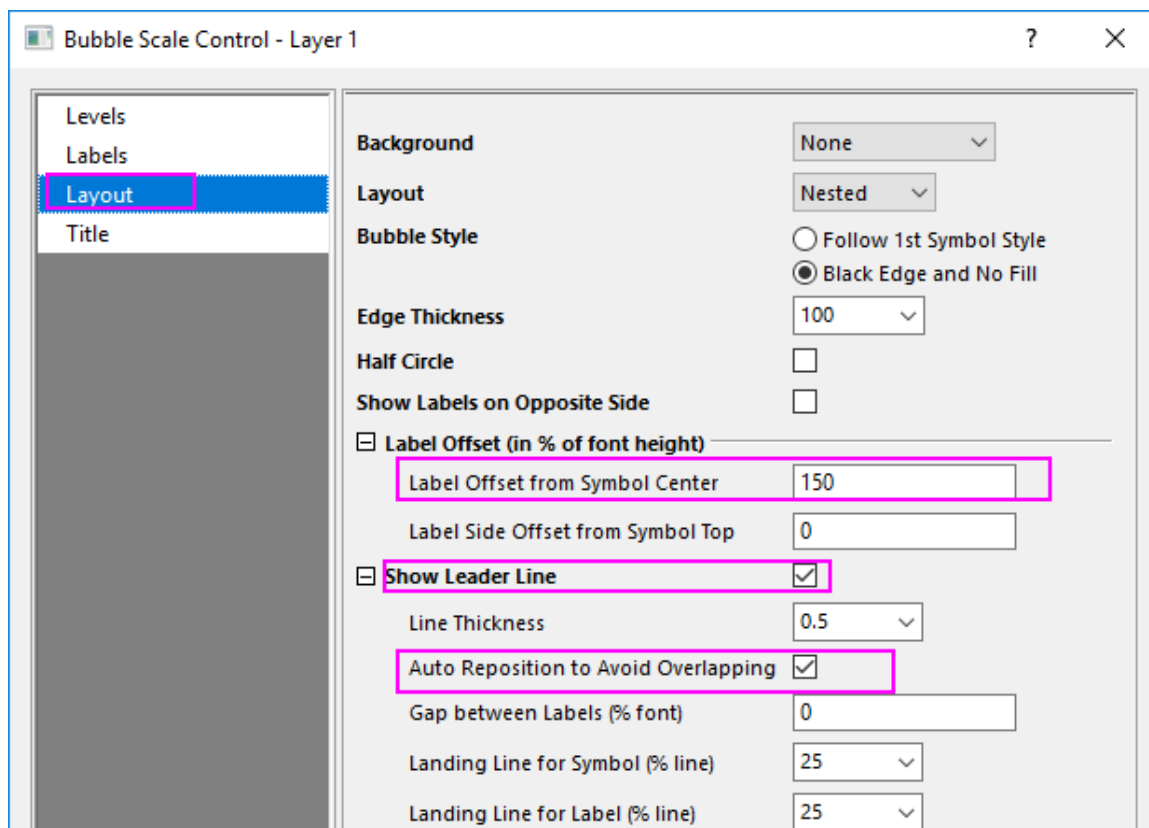 Bubble Scale Control - Layer 1 ?
Levels
Labels
Layout
Title
Background None
Layout Nested
Bubble Style Follow 1st Symbol Style
Black Edge and No Fill
Edge Thickness 100
Half Circle
Show Labels on Opposite Side
Label Offset (in % of font height)
Label Offset from Symbol Center 150
Label Side Offset from Symbol Top 0
Show Leader Line
Line Thickness 0.5
Auto Reposition to Avoid Overlapping
Gap between Labels (% font) 0
Landing Line for Symbol (% line) 25
Landing Line for Label (% line) 25